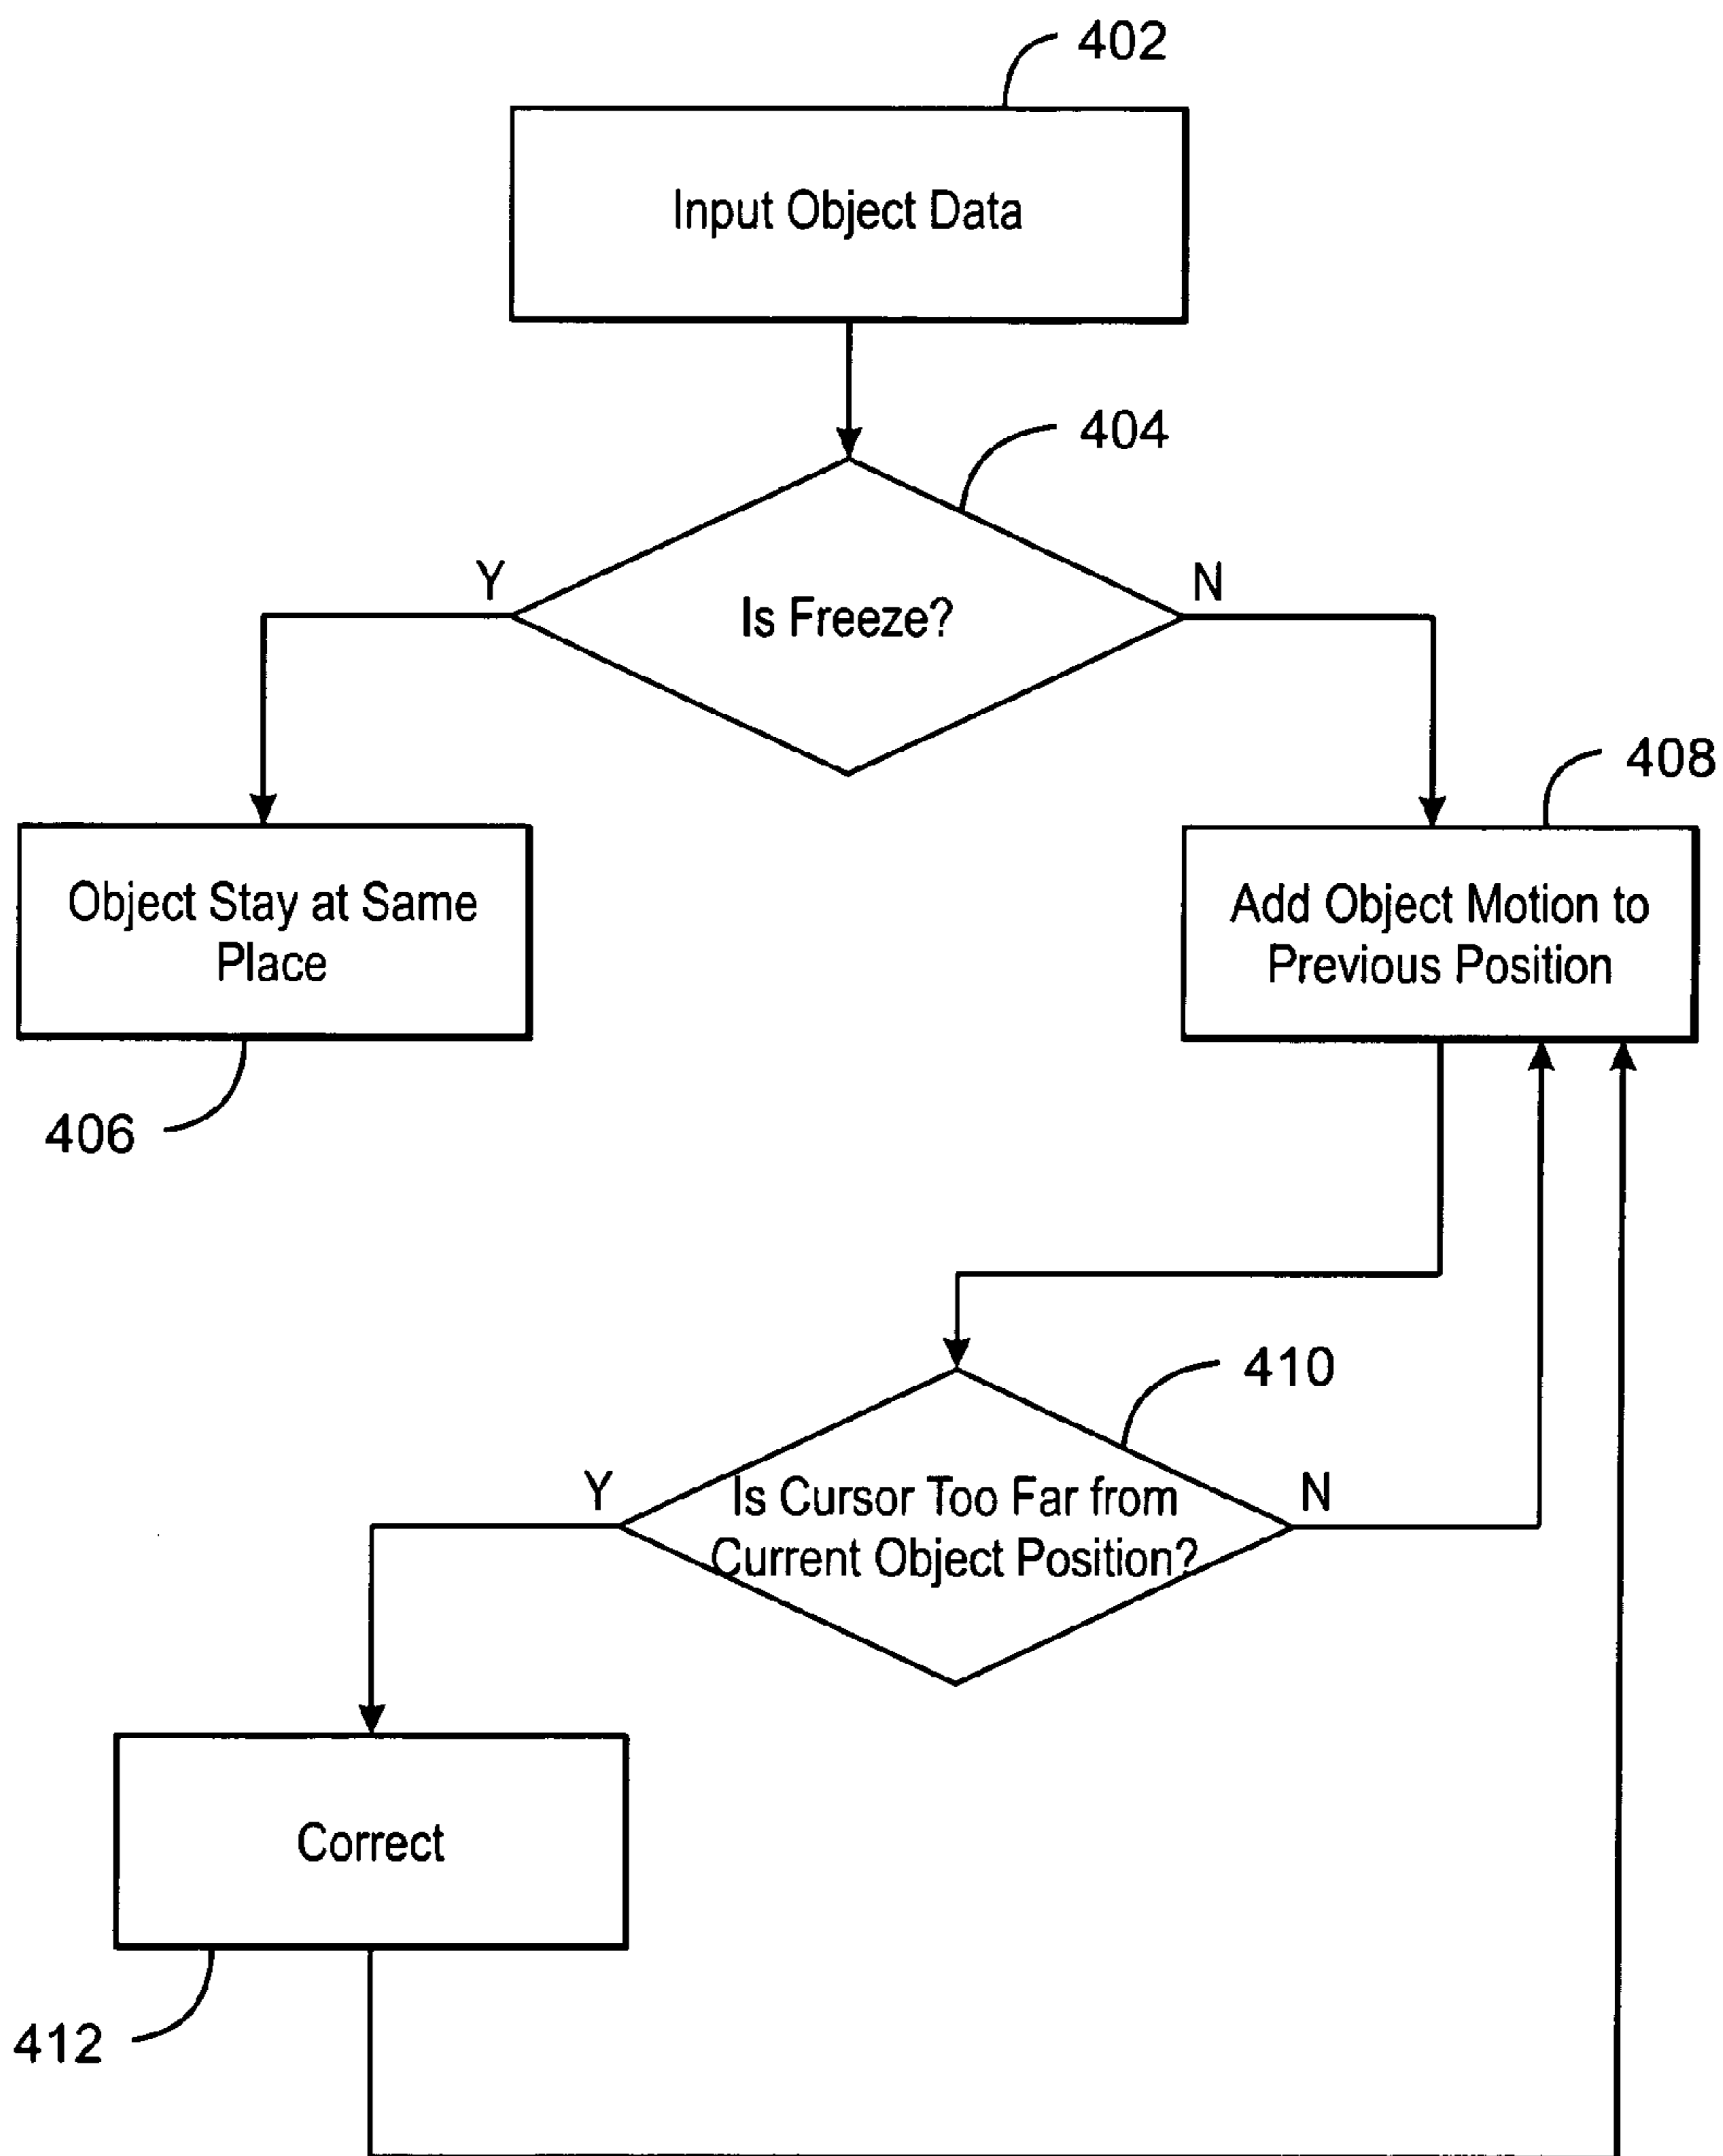 402
Input Object Data
404
Y
N
Is Freeze?
408
Object Stay at Same
Place
Add Object Motion to
Previous Position
406
410
Y
N
Is Cursor Too Far from
Current Object Position?
Correct
412